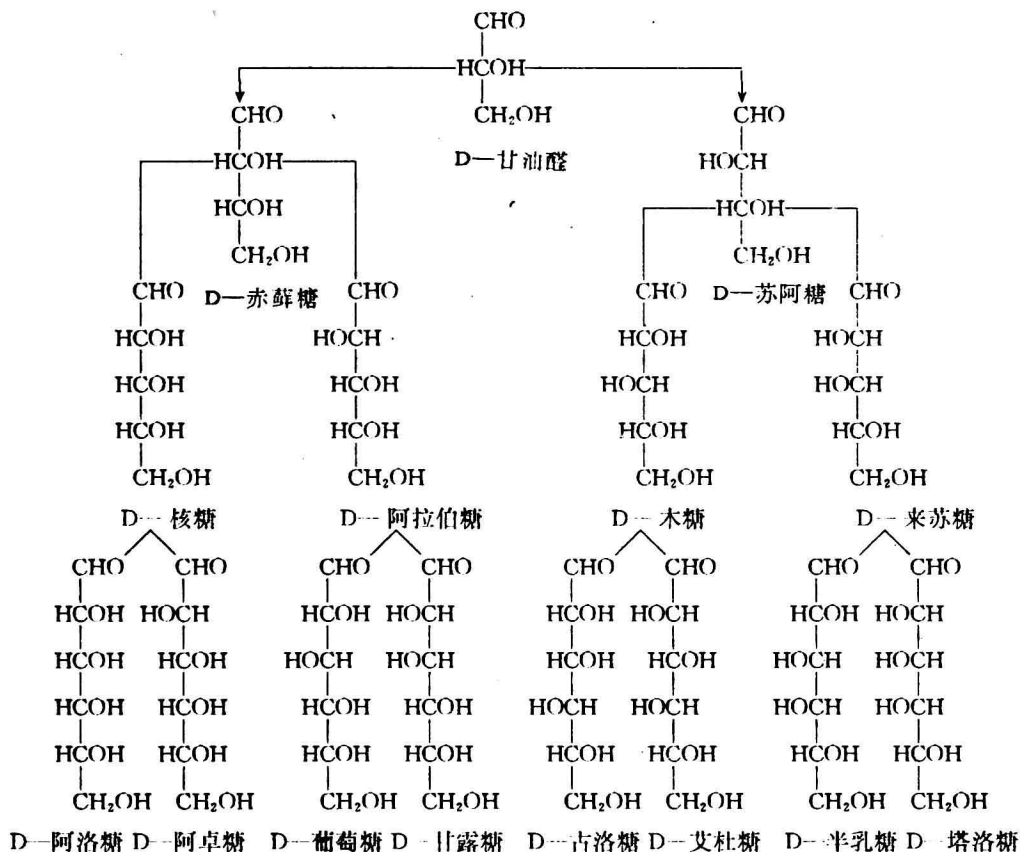 CHO
HCOH
CHO CH₂OH CHO
HCOH D—甘油醛 HOCH
HCOH HCOH
CH₂OH CH₂OH
CHO D—赤藓糖 CHO CHO D—苏阿糖 CHO
HCOH HOCH HCOH HOCH
HCOH HCOH HOCH HOCH
HCOH HCOH HCOH HCOH
CH₂OH CH₂OH CH₂OH CH₂OH
D—核糖 D—阿拉伯糖 D—木糖 D—来苏糖
CHO CHO CHO CHO CHO CHO CHO CHO
HCOH HOCH HCOH HOCH HCOH HOCH HCOH HOCH
HCOH HCOH HOCH HOCH HCOH HCOH HOCH HOCH
HCOH HCOH HCOH HCOH HOCH HOCH HOCH HOCH
HCOH HCOH HCOH HCOH HCOH HCOH HCOH HCOH
CH₂OH CH₂OH CH₂OH CH₂OH CH₂OH CH₂OH CH₂OH CH₂OH
D—阿洛糖 D—阿卓糖 D—葡萄糖 D—甘露糖 D—古洛糖 D—艾杜糖 D—半乳糖 D—塔洛糖